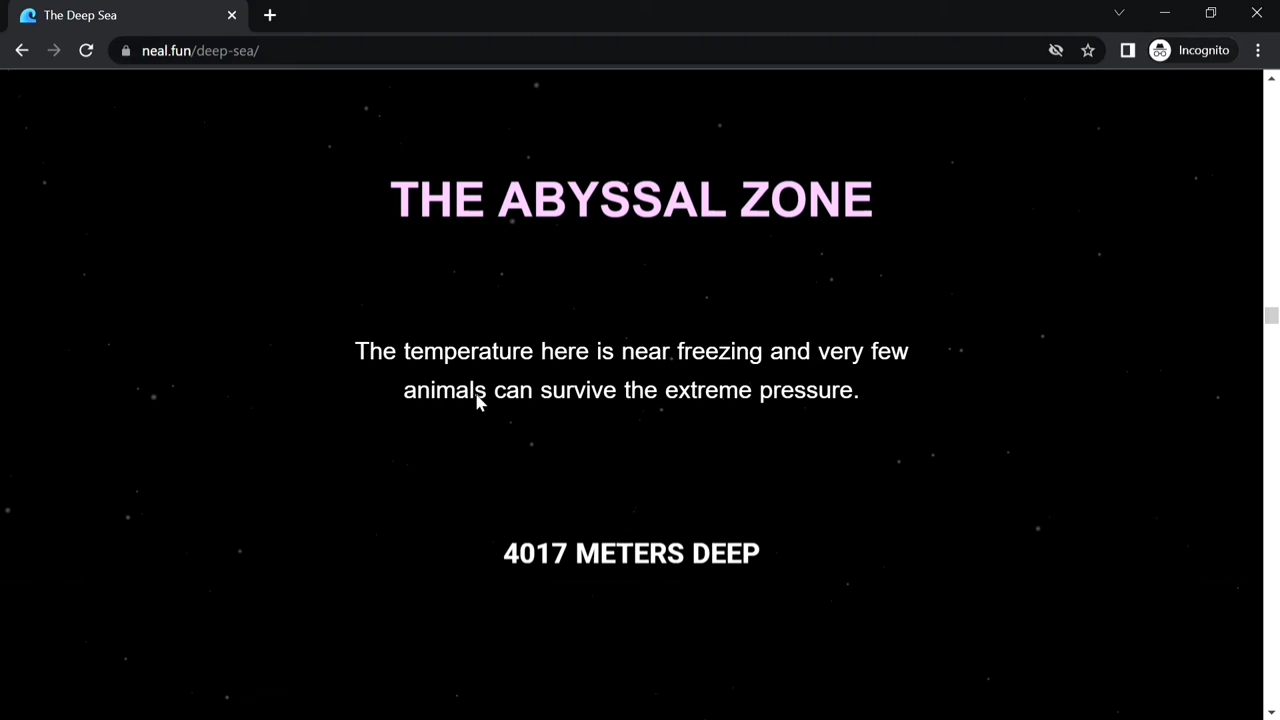 The Deep Sea
neal.fun/deep-sea/
Incognito
THE ABYSSAL ZONE
The temperature here is near freezing and very few
animals can survive the extreme pressure.
4017 METERS DEEP